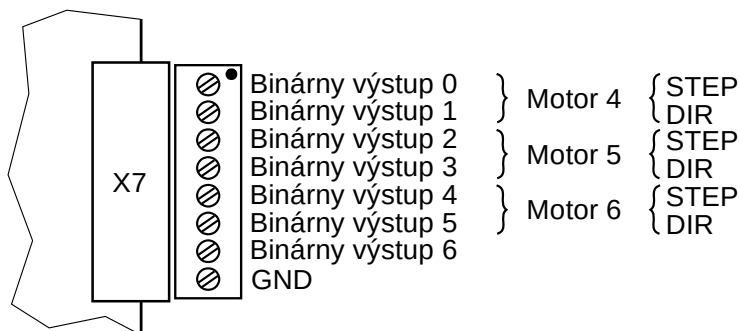 Binárny výstup 0 } Motor 4 { STEP
Binárny výstup 1 DIR
Binárny výstup 2 } Motor 5 { STEP
Binárny výstup 3 DIR
X7
Binárny výstup 4 } Motor 6 { STEP
Binárny výstup 5 DIR
Binárny výstup 6
GND